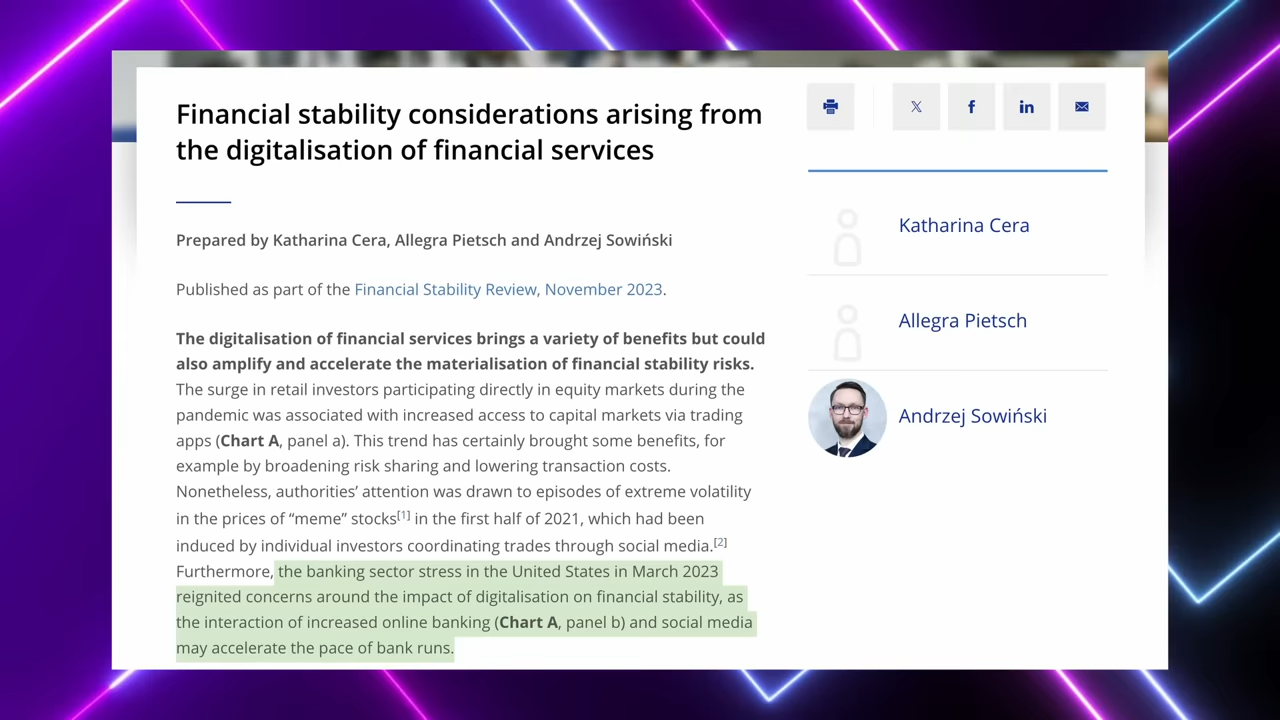 Financial stability considerations arising from
the digitalisation of financial services
Prepared by Katharina Cera, Allegra Pietsch and Andrzej Sowiński
Published as part of the Financial Stability Review, November 2023.
The digitalisation of financial services brings a variety of benefits but could
also amplify and accelerate the materialisation of financial stability risks.
The surge in retail investors participating directly in equity markets during the
pandemic was associated with increased access to capital markets via trading
apps (Chart A, panel a). This trend has certainly brought some benefits, for
example by broadening risk sharing and lowering transaction costs.
Nonetheless, authorities’ attention was drawn to episodes of extreme volatility
in the prices of “meme” stocks[1] in the first half of 2021, which had been
induced by individual investors coordinating trades through social media.[2]
Furthermore, the banking sector stress in the United States in March 2023
reignited concerns around the impact of digitalisation on financial stability, as
the interaction of increased online banking (Chart A, panel b) and social media
may accelerate the pace of bank runs.
Katharina Cera
Allegra Pietsch
Andrzej Sowiński